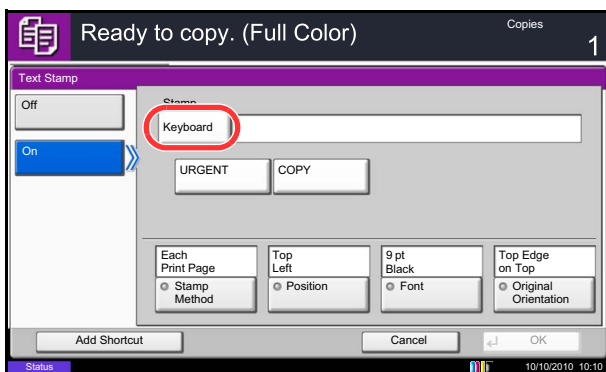 Ready to copy. (Full Color)
Copies
1
Text Stamp
Off
On
Stamp
Keyboard
URGENT
COPY
Each
Print Page
Top
Left
9 pt
Black
Top Edge
on Top
Stamp
Method
Position
Font
Original
Orientation
Add Shortcut
Cancel
OK
Status
10/10/2010 10:10